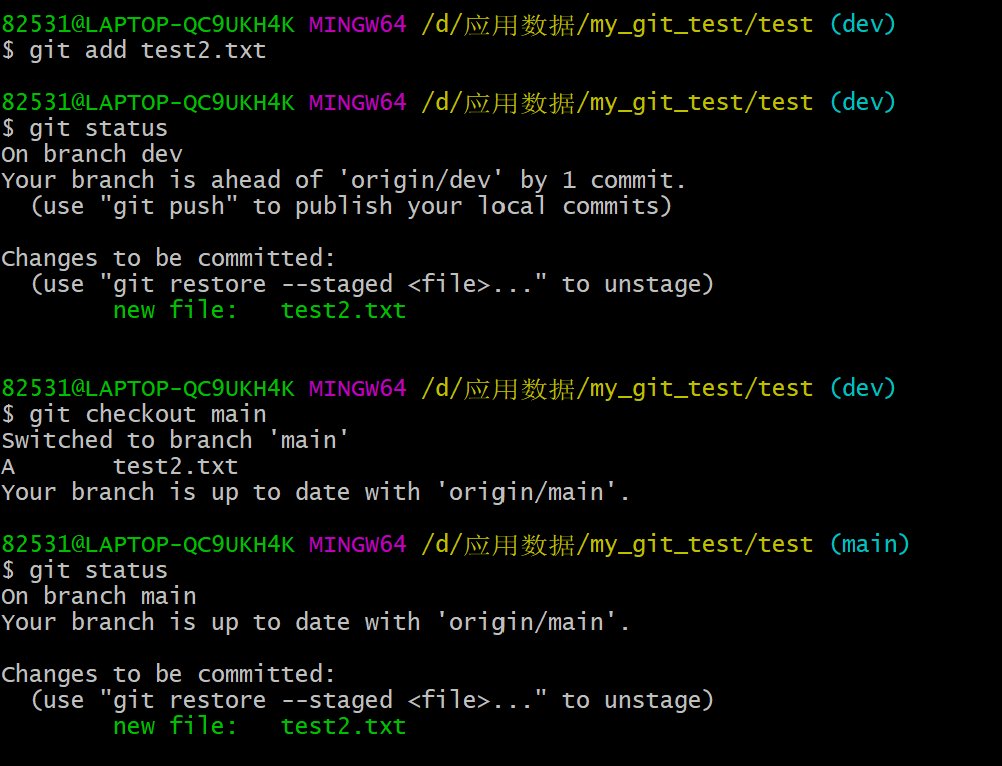 82531@LAPTOP-QC9UKH4K MINGW64 /d/应用数据/my_git_test/test (dev)
$ git add test2.txt
82531@LAPTOP-QC9UKH4K MINGW64 /d/应用数据/my_git_test/test (dev)
$ git status
On branch dev
Your branch is ahead of 'origin/dev' by 1 commit.
  (use "git push" to publish your local commits)
Changes to be committed:
  (use "git restore --staged <file>..." to unstage)
        new file:   test2.txt
82531@LAPTOP-QC9UKH4K MINGW64 /d/应用数据/my_git_test/test (dev)
$ git checkout main
Switched to branch 'main'
A       test2.txt
Your branch is up to date with 'origin/main'.
82531@LAPTOP-QC9UKH4K MINGW64 /d/应用数据/my_git_test/test (main)
$ git status
On branch main
Your branch is up to date with 'origin/main'.
Changes to be committed:
  (use "git restore --staged <file>..." to unstage)
        new file:   test2.txt